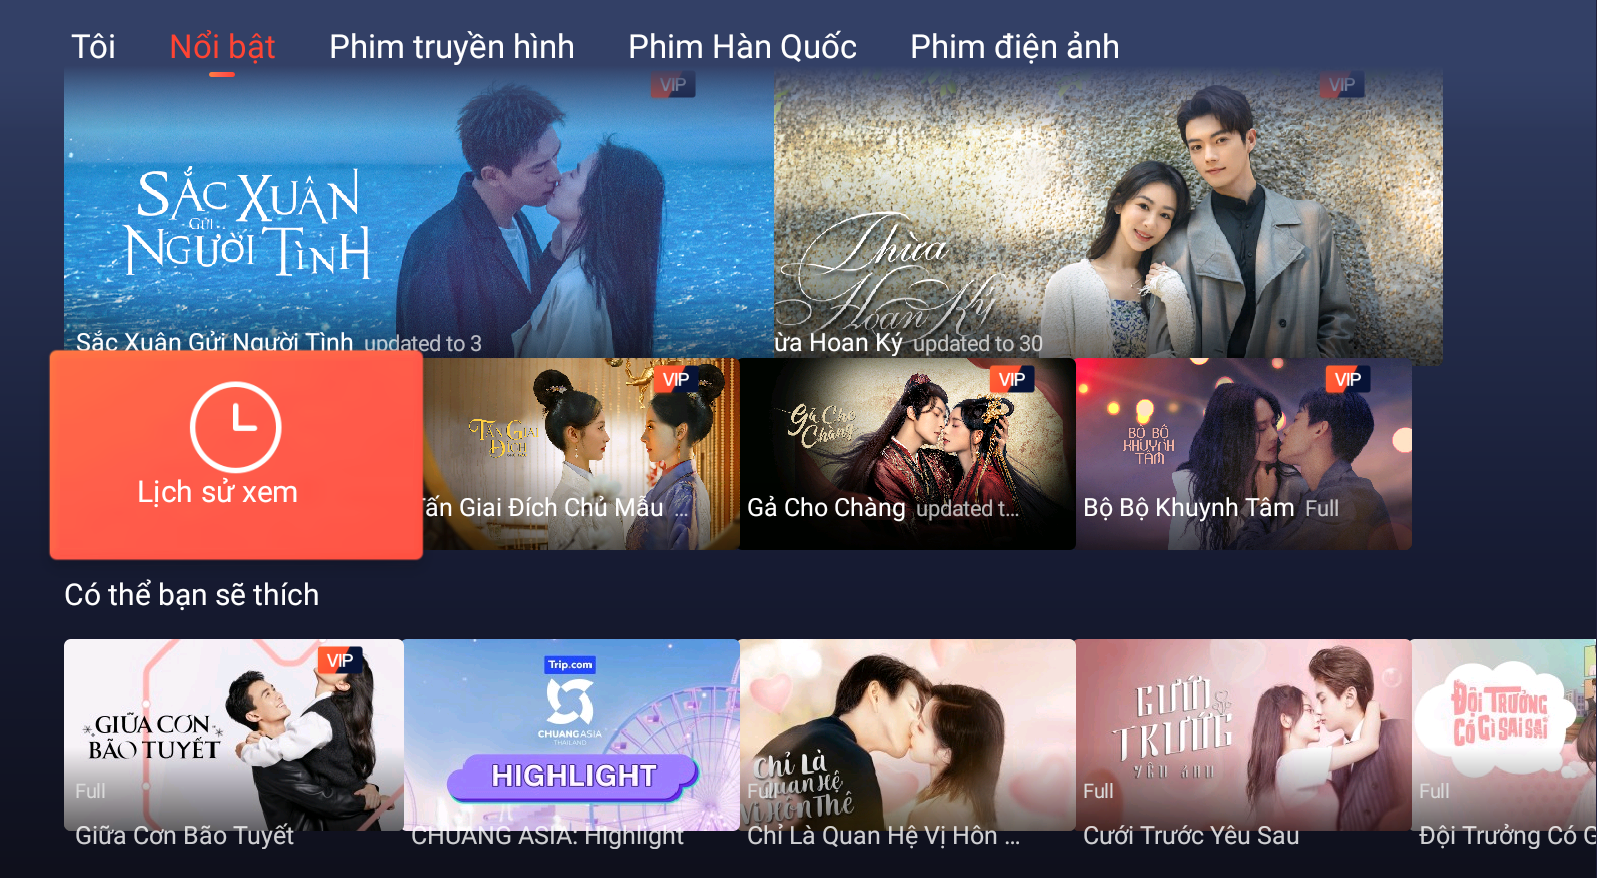 Tôi Nổi bật Phim truyền hình Phim Hàn Quốc Phim điện ảnh
VIP VIP
SẮC XUÂN
GỬI
NGƯỜI TÌNH
Thừa
Hoan Ký
Sắc Xuân Gửi Người Tình updated to 3
ừa Hoan Ký updated to 30
VIP VIP VIP
Lịch sử xem
TẤN GIAI
ĐÍCH
Tấn Giai Đích Chủ Mẫu ...
Gả Cho
Chàng
Gả Cho Chàng updated t...
BỘ BỘ
KHUYNH
TÂM
Bộ Bộ Khuynh Tâm Full
Có thể bạn sẽ thích
VIP
GIỮA CƠN
BÃO TUYẾT
Full
Giữa Cơn Bão Tuyết
Trip.com
CHUANG ASIA
THAILAND
HIGHLIGHT
CHUANG ASIA: Highlight
Chỉ Là
Quan Hệ
Vị Hôn Thê
Full
Chỉ Là Quan Hệ Vị Hôn ...
CƯỚI
TRƯỚC
YÊU SAU
Full
Cưới Trước Yêu Sau
ĐỘI TRƯỞNG
CÓ GÌ SAI SAI
Full
Đội Trưởng Có G